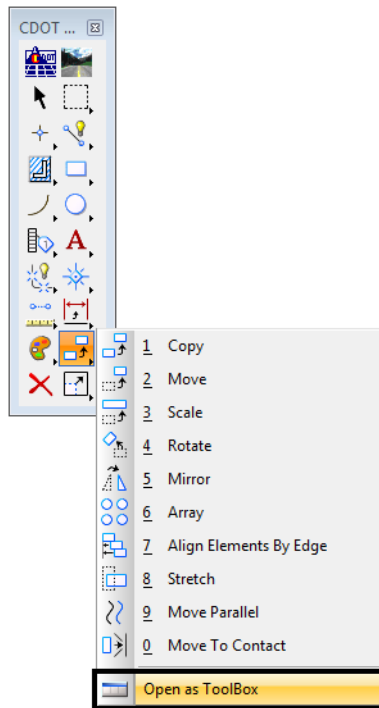 CDOT ...
CDOT
A
1 Copy
2 Move
3 Scale
4 Rotate
5 Mirror
6 Array
7 Align Elements By Edge
8 Stretch
9 Move Parallel
0 Move To Contact
Open as ToolBox